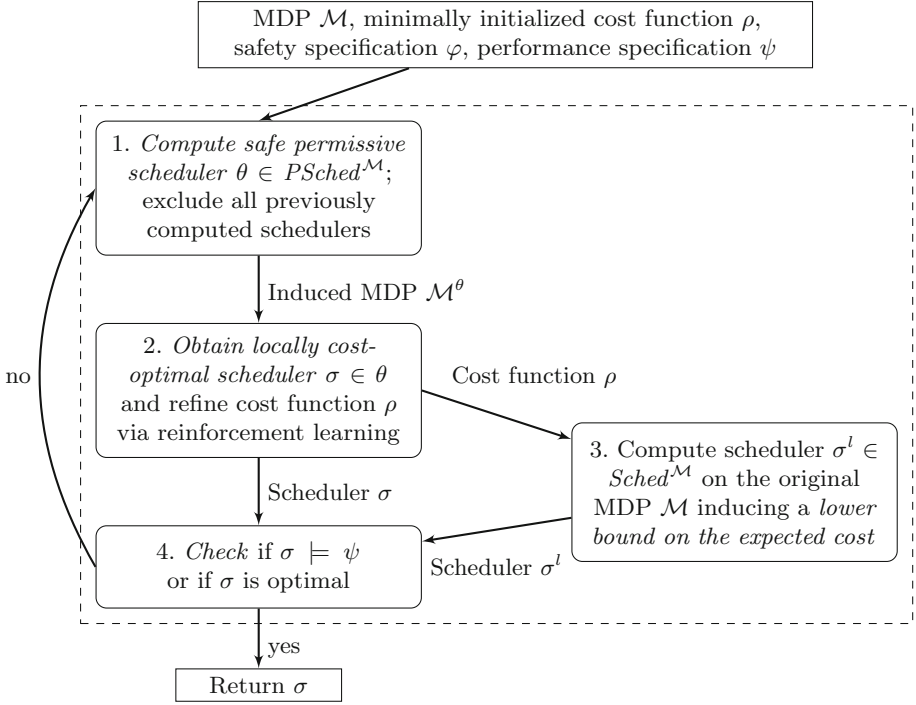 MDP ℳ, minimally initialized cost function ρ,
safety specification φ, performance specification ψ
1. Compute safe permissive
scheduler θ ∈ PSched^ℳ;
exclude all previously
computed schedulers
Induced MDP ℳ^θ
2. Obtain locally cost-
optimal scheduler σ ∈ θ
and refine cost function ρ
via reinforcement learning
no
Cost function ρ
3. Compute scheduler σ^l ∈
Sched^ℳ on the original
MDP ℳ inducing a lower
bound on the expected cost
Scheduler σ
4. Check if σ ⊨ ψ
or if σ is optimal
Scheduler σ^l
yes
Return σ